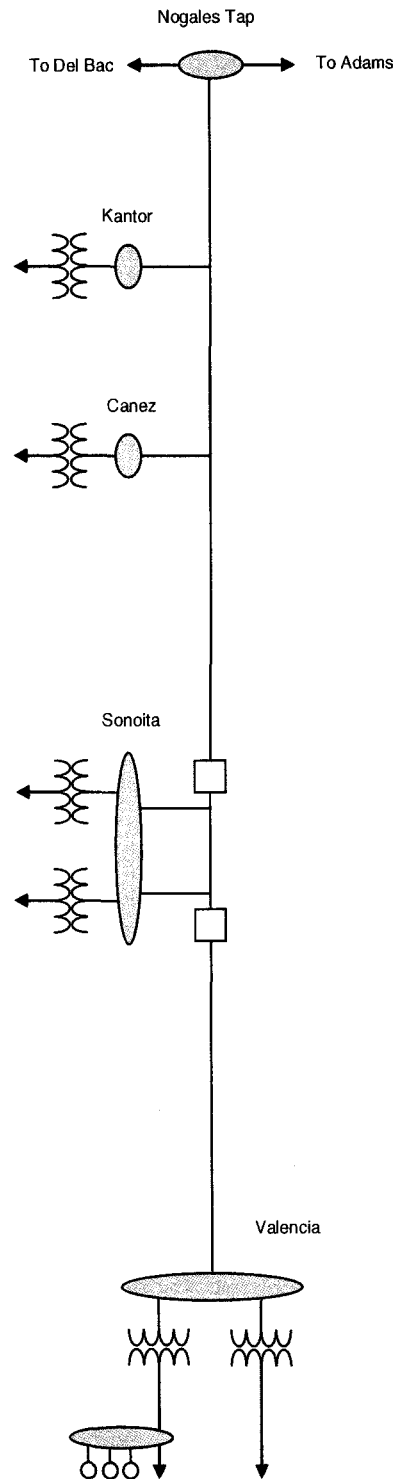 Nogales Tap
To Del Bac
To Adams
Kantor
Canez
Sonoita
Valencia